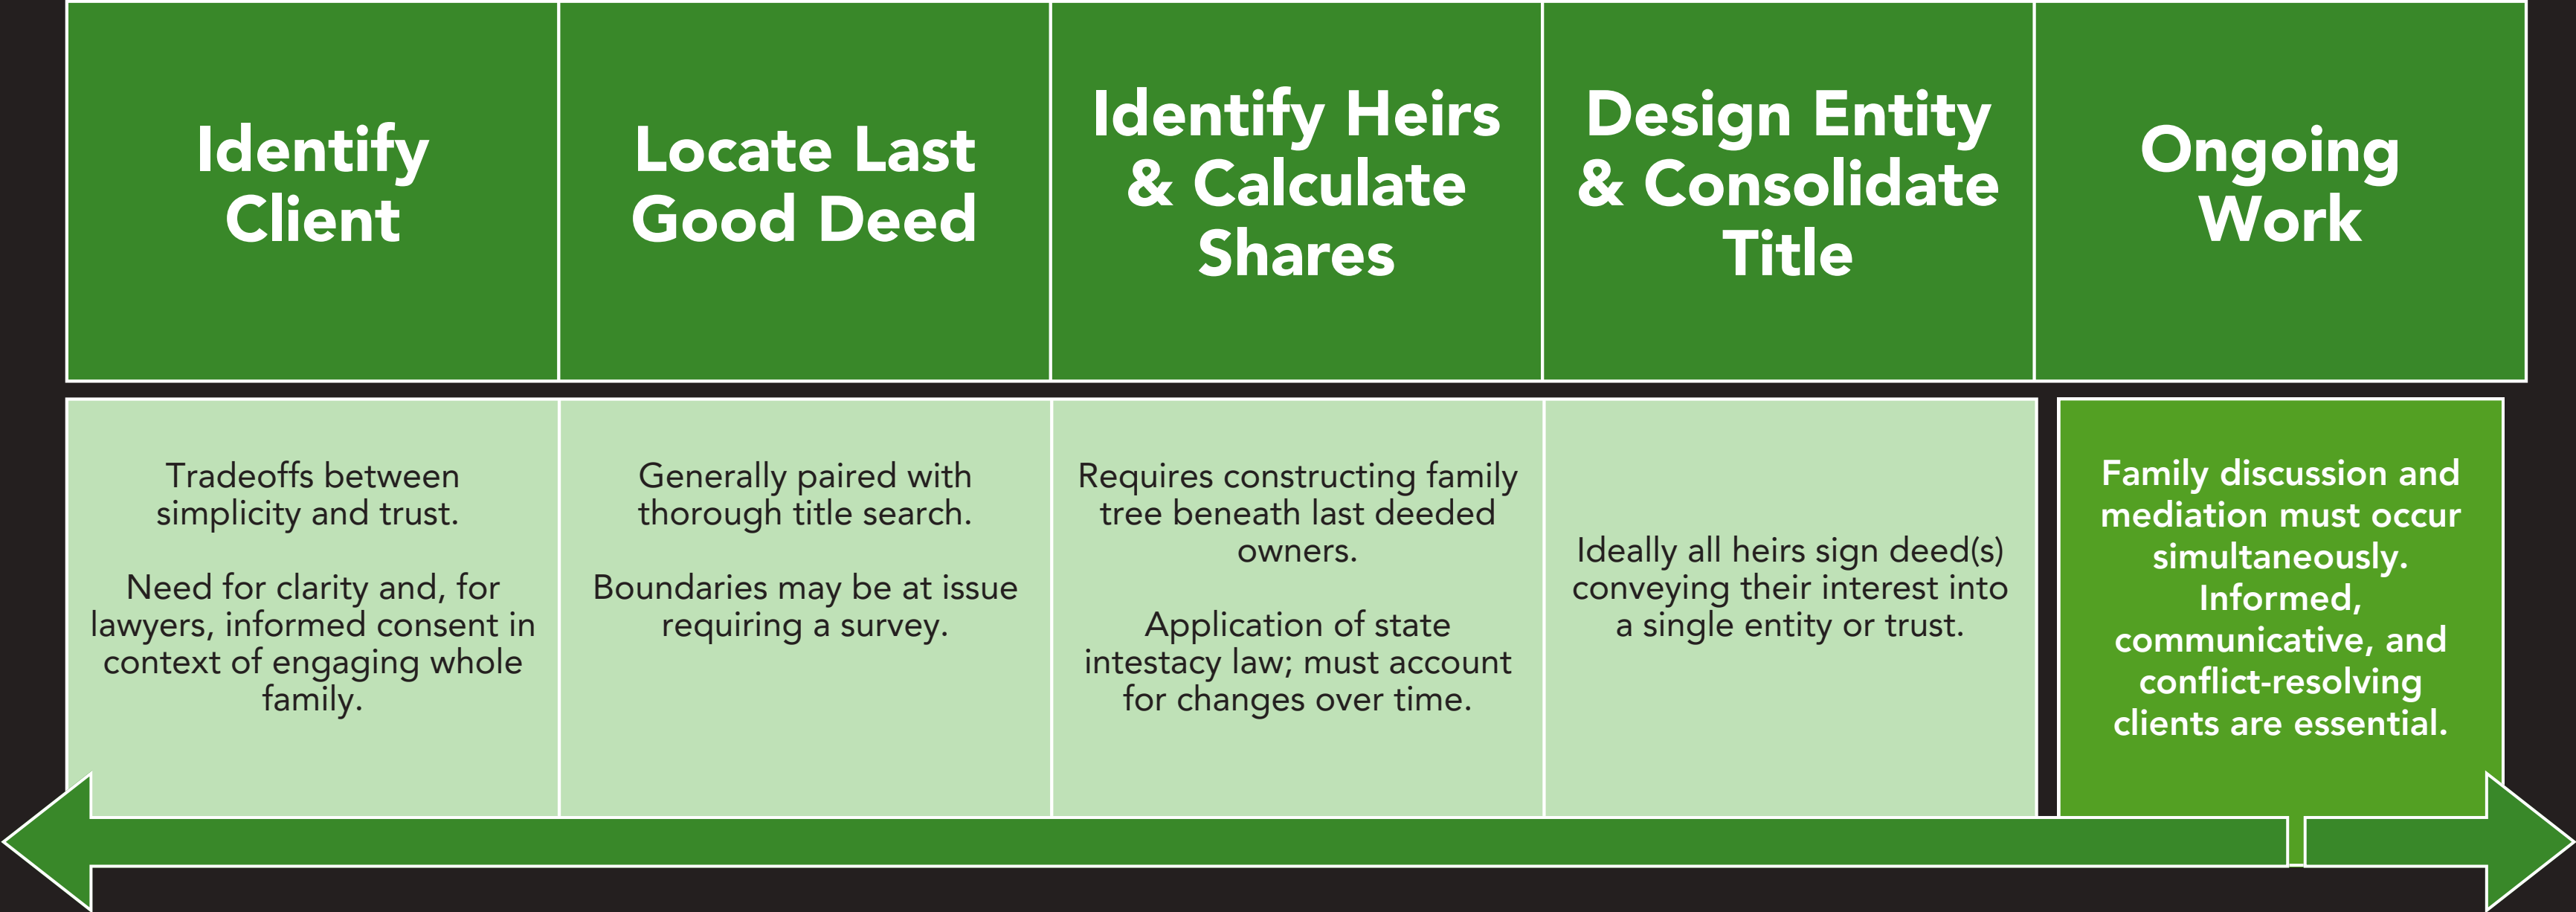 Identify
Client
Locate Last
Good Deed
Identify Heirs
& Calculate
Shares
Design Entity
& Consolidate
Title
Ongoing
Work
Tradeoffs between
simplicity and trust.
Need for clarity and, for
lawyers, informed consent in
context of engaging whole
family.
Generally paired with
thorough title search.
Boundaries may be at issue
requiring a survey.
Requires constructing family
tree beneath last deeded
owners.
Application of state
intestacy law; must account
for changes over time.
Ideally all heirs sign deed(s)
conveying their interest into
a single entity or trust.
Family discussion and
mediation must occur
simultaneously.
Informed,
communicative, and
conflict-resolving
clients are essential.